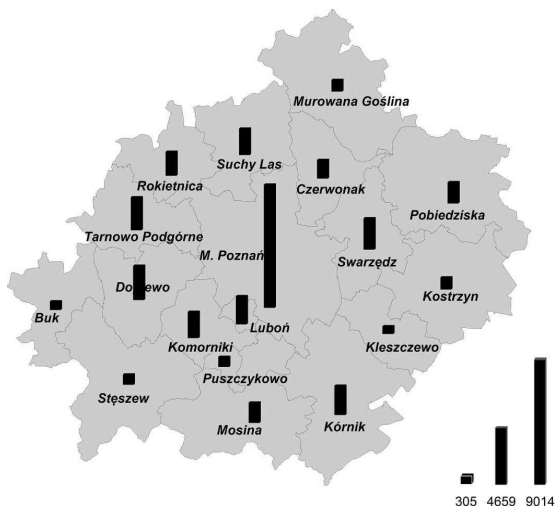 Murowana Goślina
Suchy Las
Rokietnica
Czerwonak
Pobiedziska
Tarnowo Podgórne
M. Poznań
Swarzędz
Dopiewo
Kostrzyn
Buk
Luboń
Komorniki
Kleszczewo
Puszczykowo
Stęszew
Mosina
Kórnik
305 4659 9014